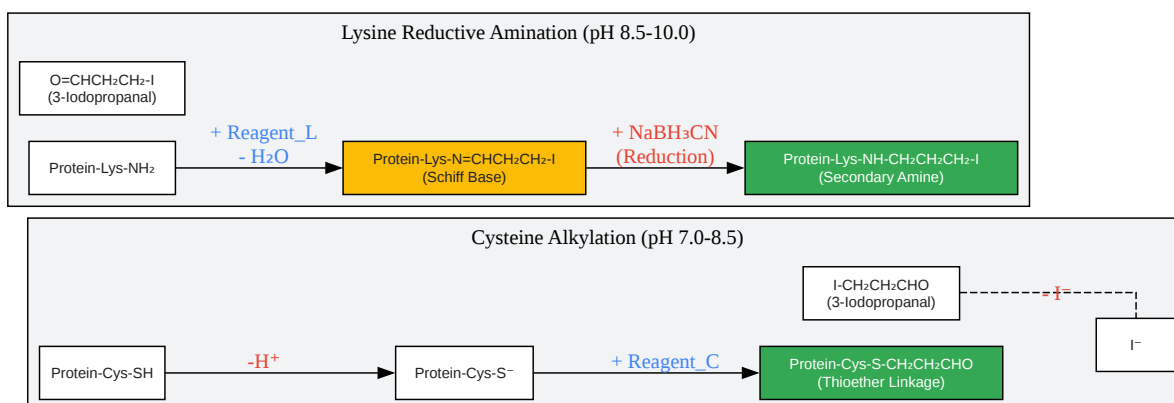 Lysine Reductive Amination (pH 8.5-10.0)
O=CHCH₂CH₂-I
(3-Iodopropanal)
+ Reagent_L
- H₂O
+ NaBH₃CN
(Reduction)
Protein-Lys-NH₂
Protein-Lys-N=CHCH₂CH₂-I
(Schiff Base)
Protein-Lys-NH-CH₂CH₂CH₂-I
(Secondary Amine)
Cysteine Alkylation (pH 7.0-8.5)
I-CH₂CH₂CHO
(3-Iodopropanal)
- I⁻
I⁻
-H⁺
+ Reagent_C
Protein-Cys-SH
Protein-Cys-S⁻
Protein-Cys-S-CH₂CH₂CHO
(Thioether Linkage)